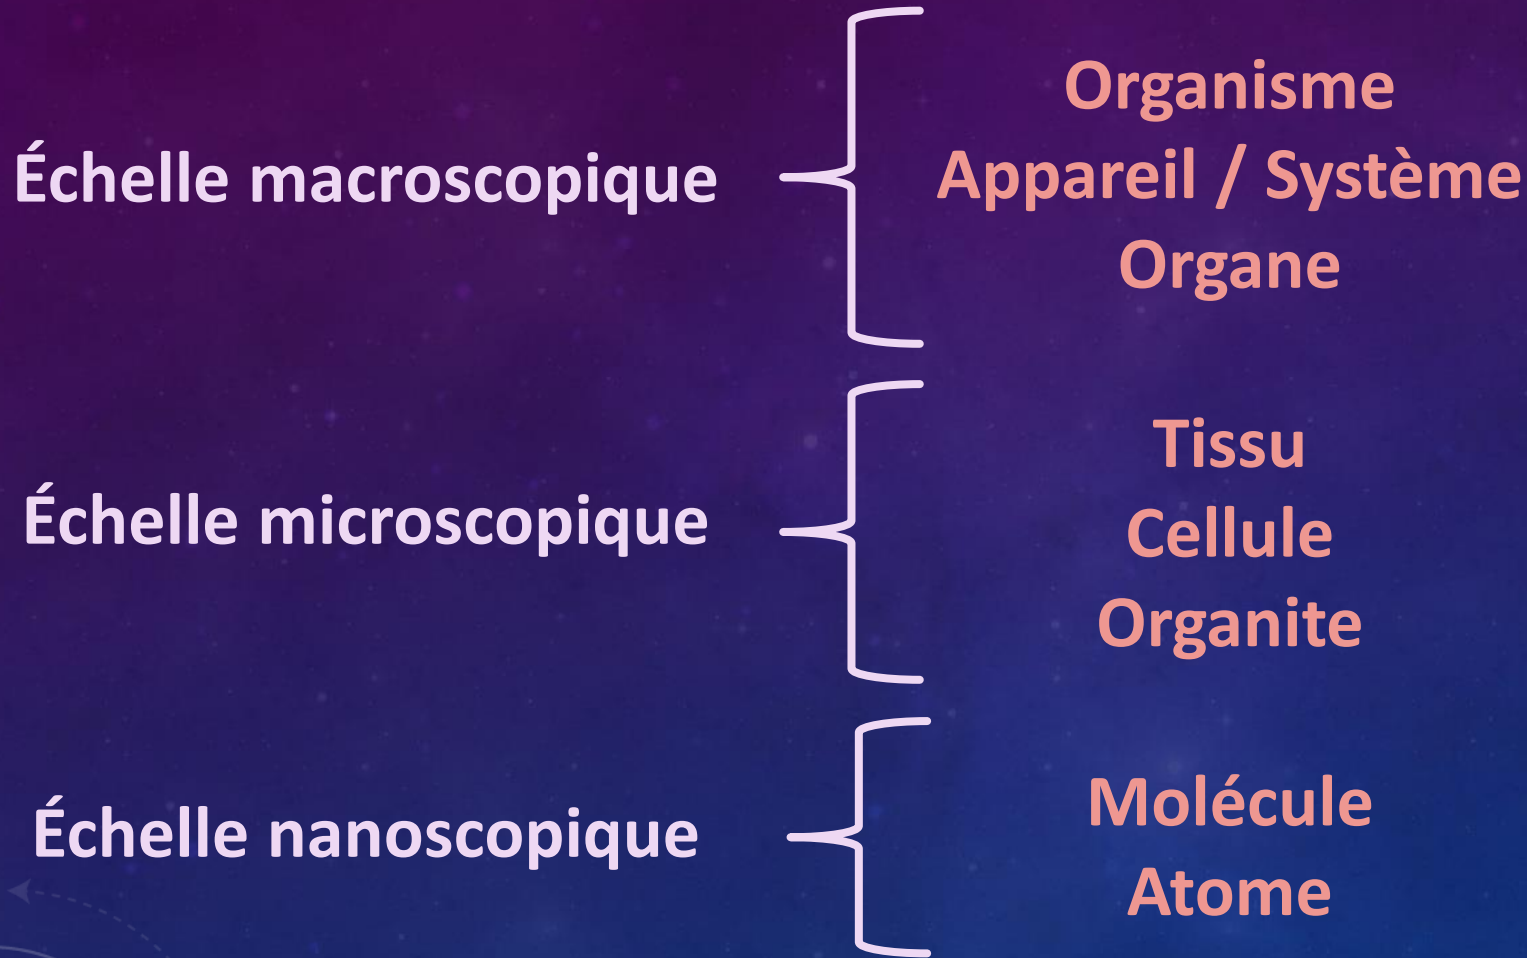 Échelle macroscopique
Organisme
Appareil / Système
Organe
Échelle microscopique
Tissu
Cellule
Organite
Échelle nanoscopique
Molécule
Atome